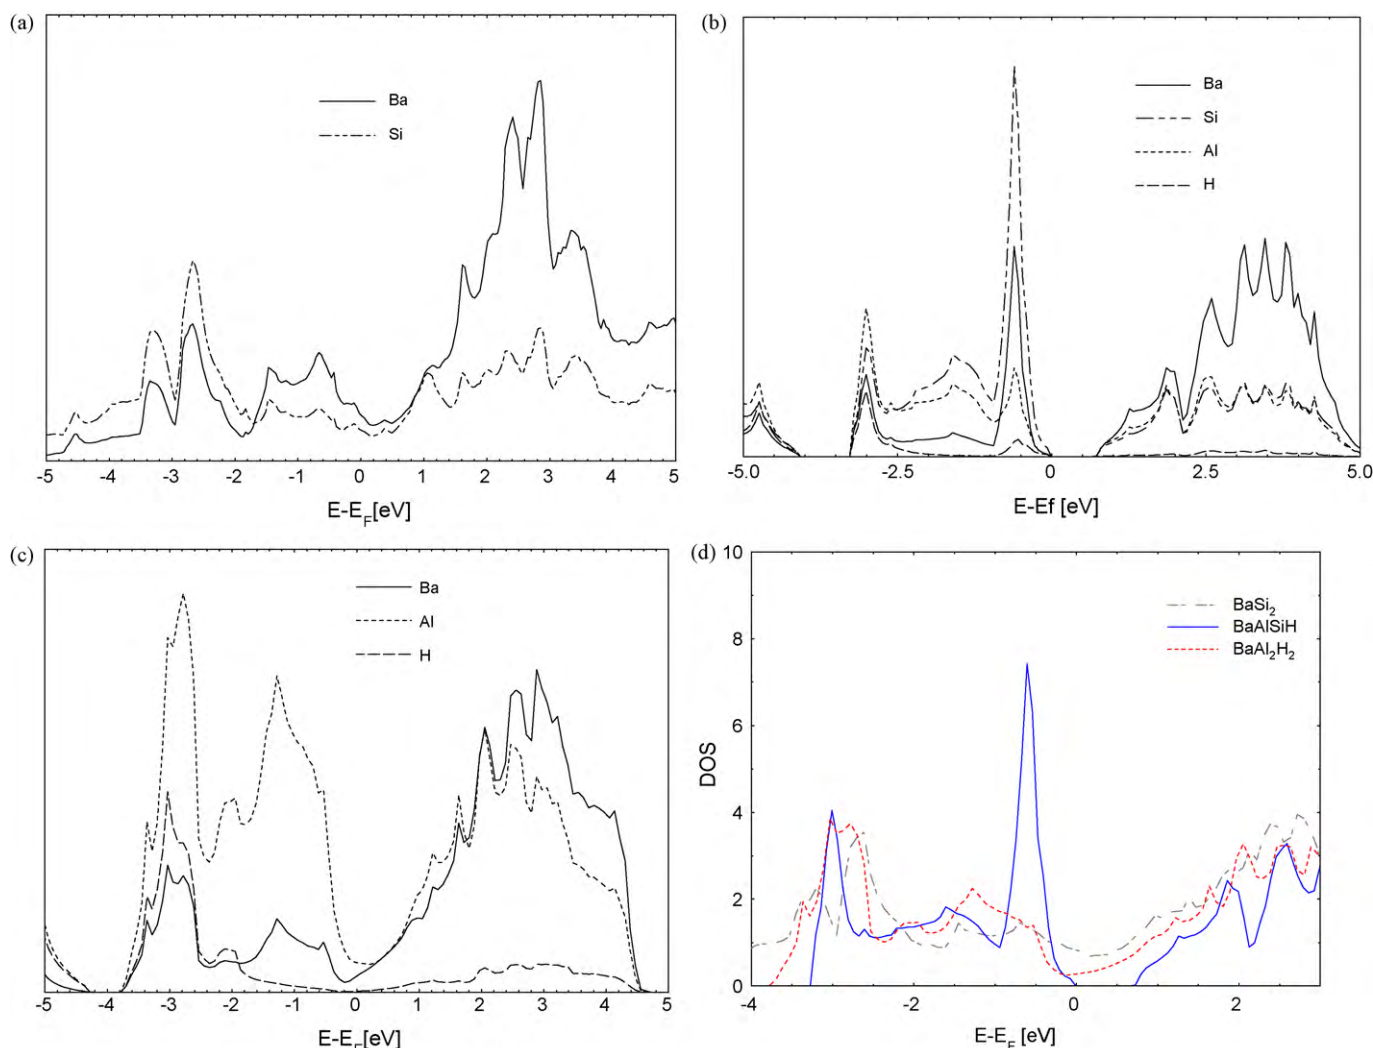 (a)
Ba
Si
-5 -4 -3 -2 -1 0 1 2 3 4 5
E-E_F[eV]
(b)
Ba
Si
Al
H
-5.0 -2.5 0 2.5 5.0
E-Ef [eV]
(c)
Ba
Al
H
-5 -4 -3 -2 -1 0 1 2 3 4 5
E-E_F[eV]
(d)
BaSi₂
BaAlSiH
BaAl₂H₂
DOS
10
8
6
4
2
0
-4 -2 0 2
E-E_F [eV]